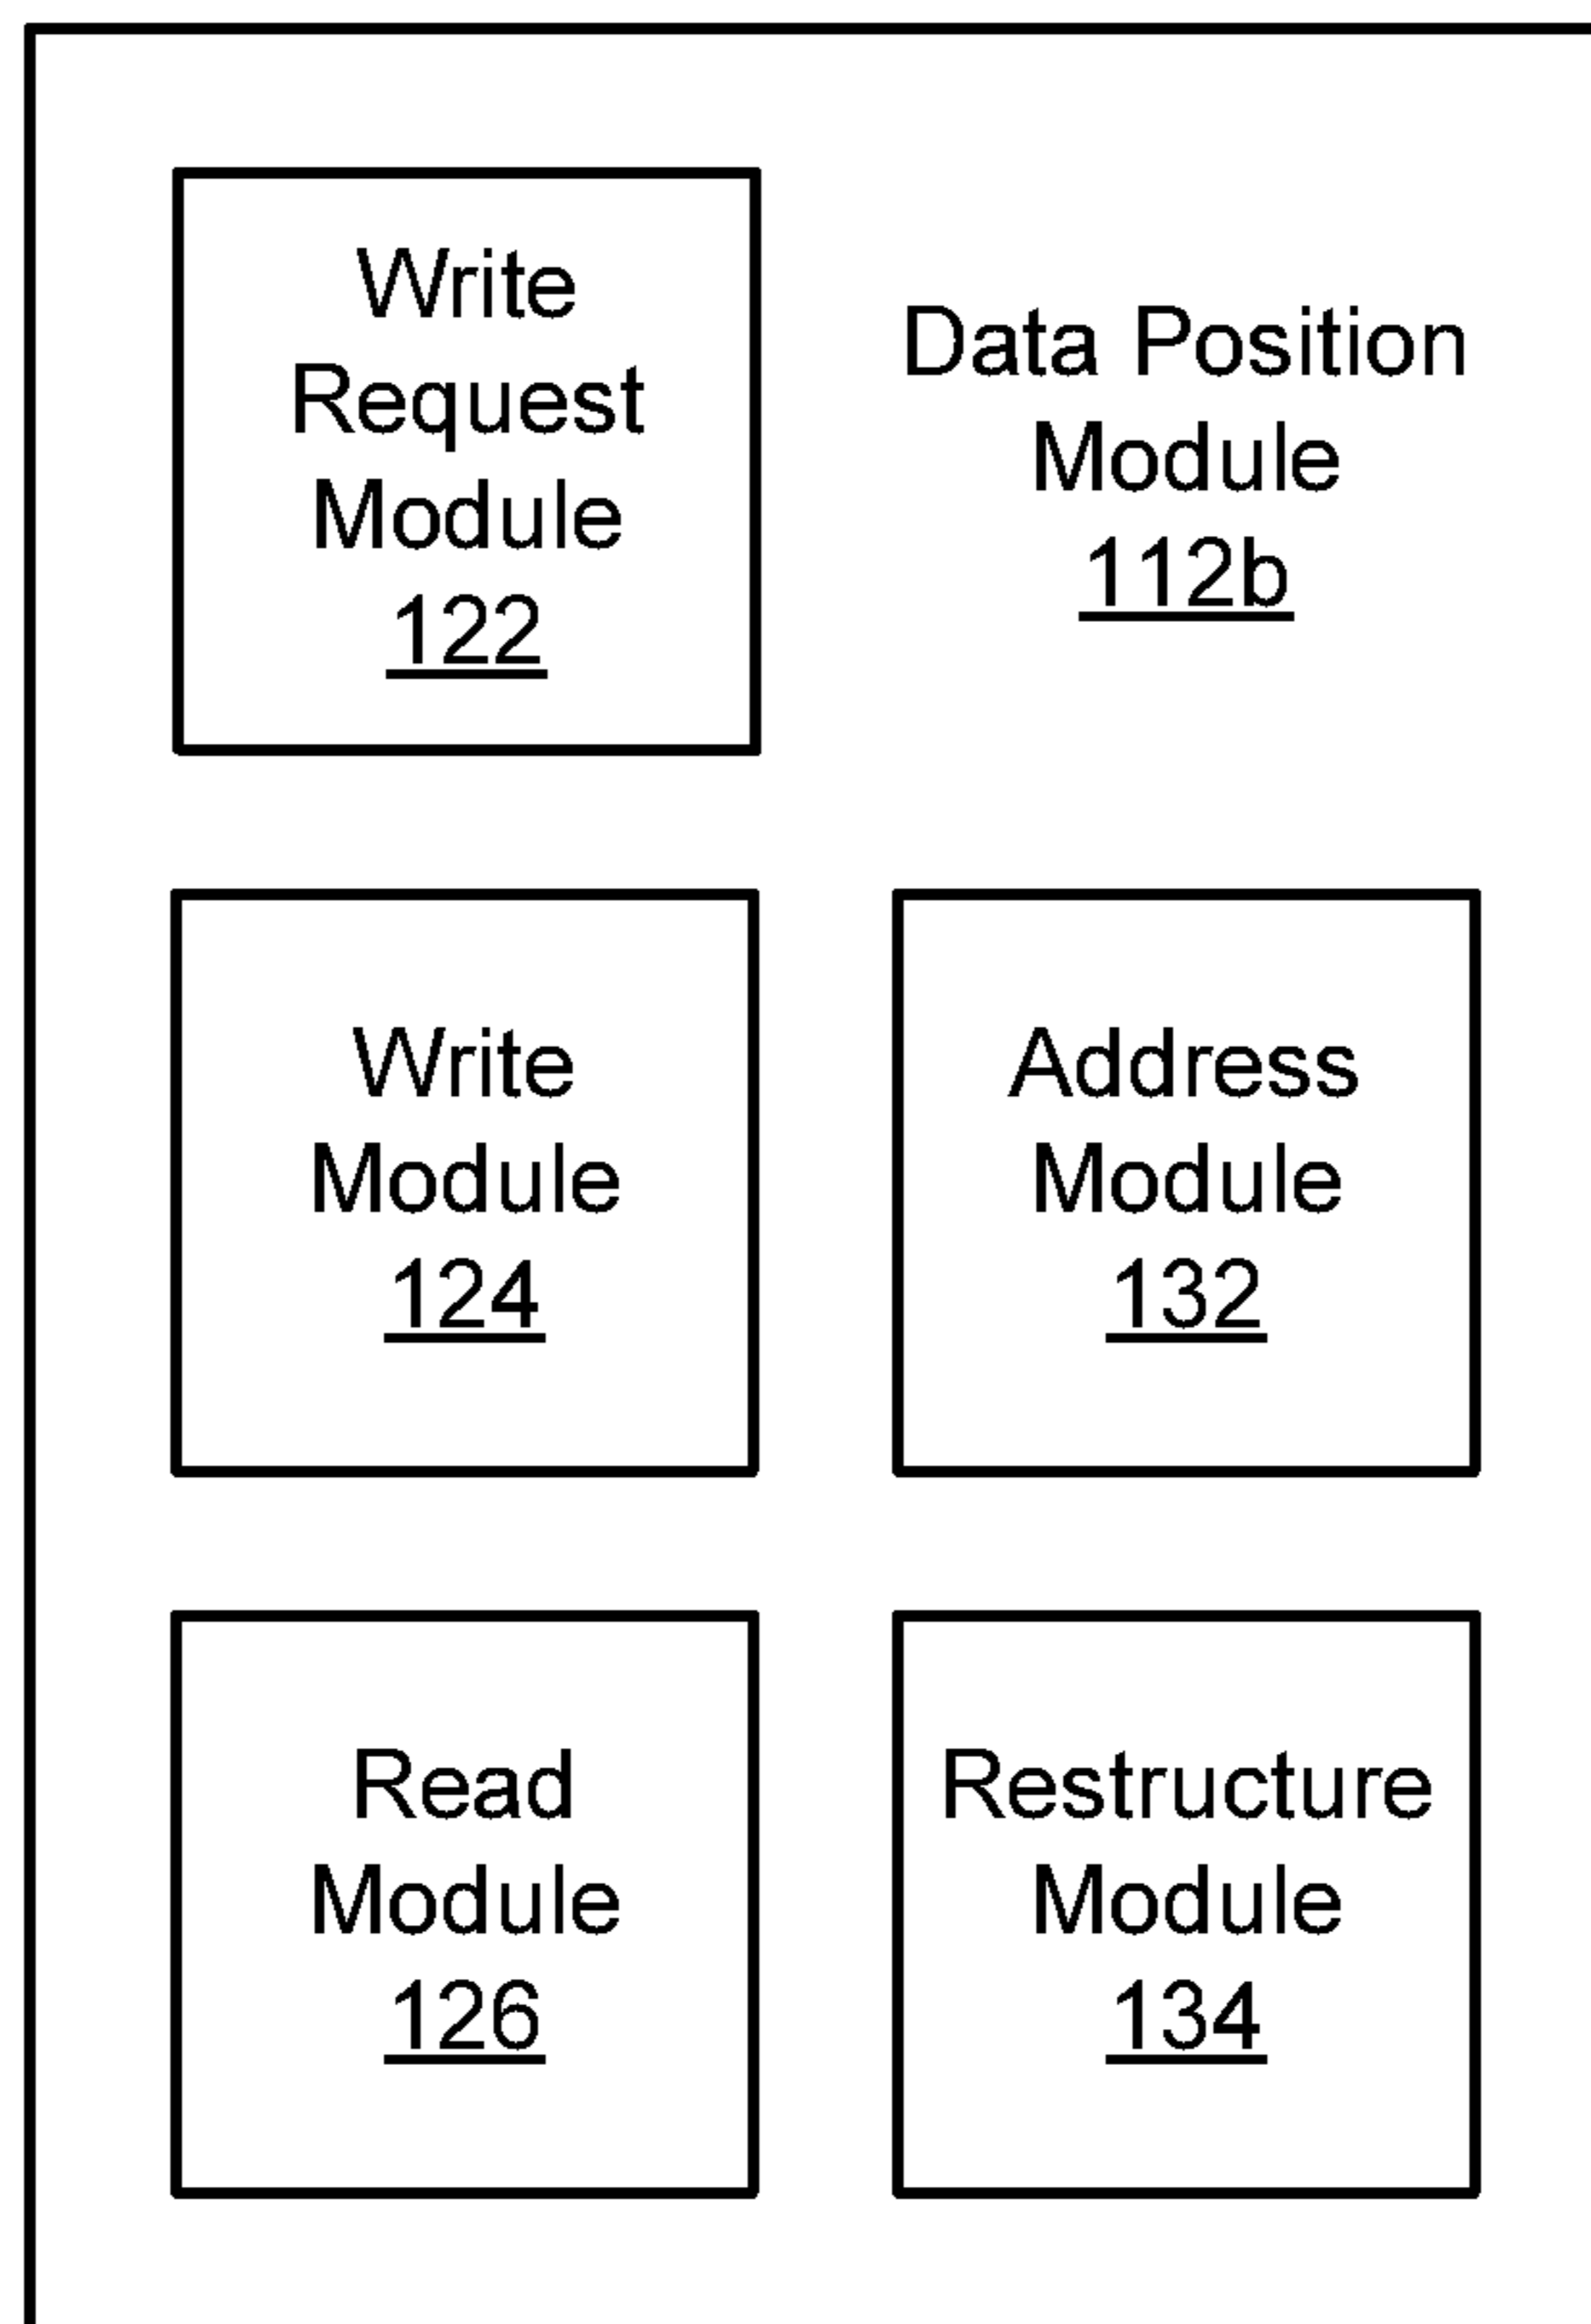 Write
Request
Module
122
Data Position
Module
112b
Write
Module
124
Address
Module
132
Read
Module
126
Restructure
Module
134